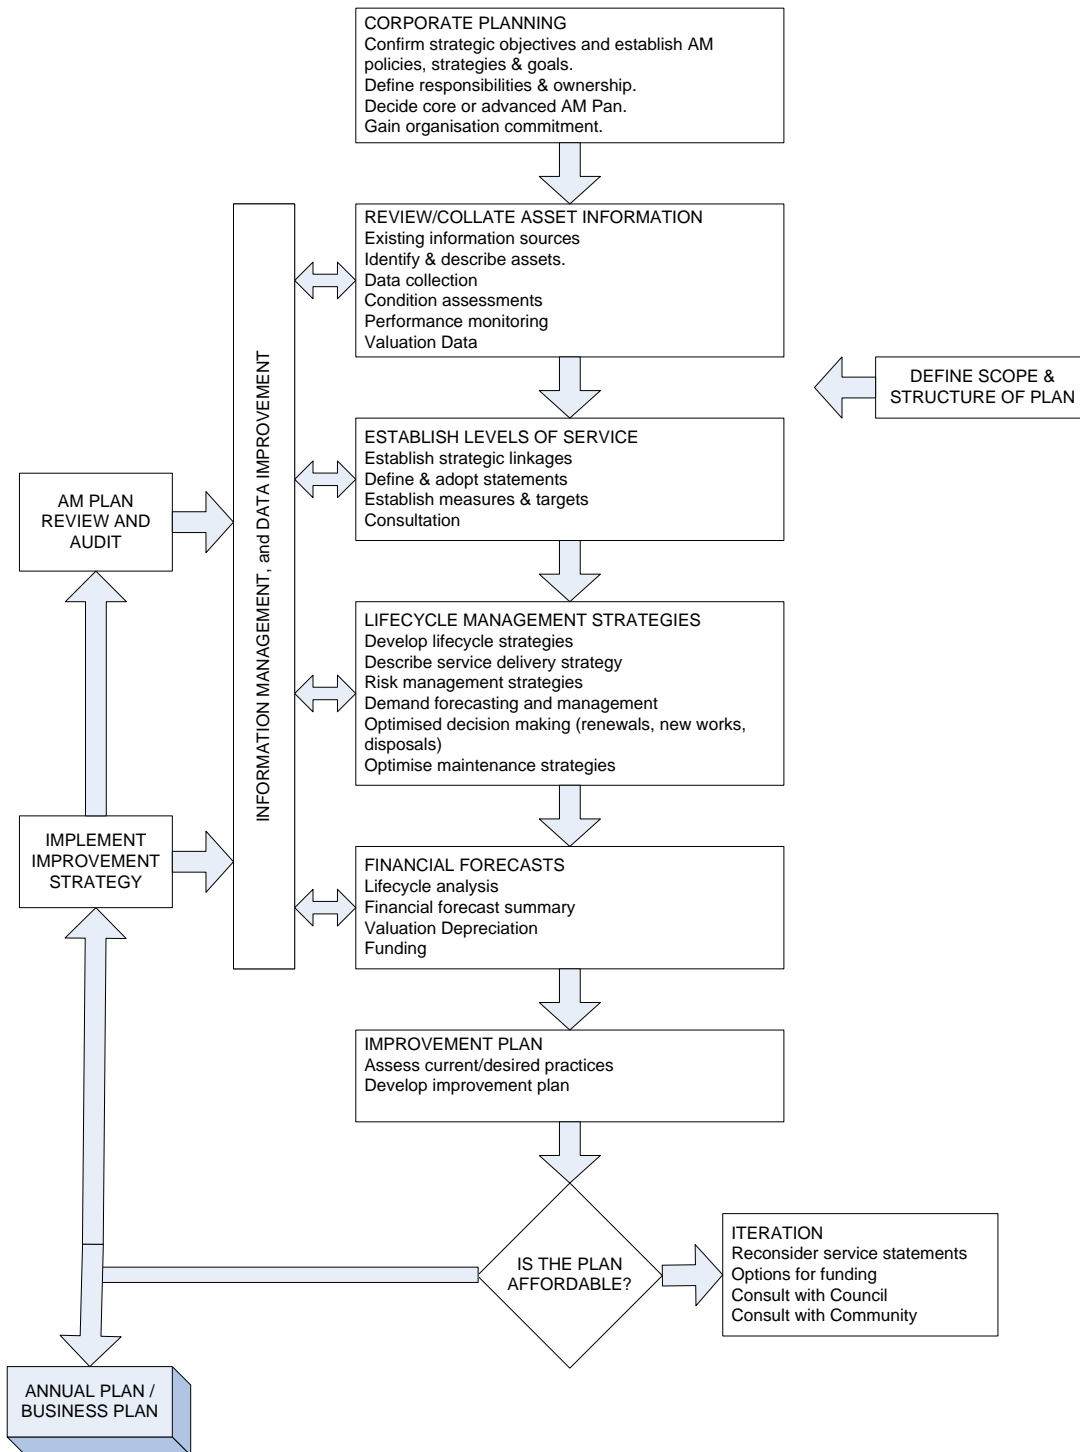 CORPORATE PLANNING
Confirm strategic objectives and establish AM
policies, strategies & goals.
Define responsibilities & ownership.
Decide core or advanced AM Pan.
Gain organisation commitment.
REVIEW/COLLATE ASSET INFORMATION
Existing information sources
Identify & describe assets.
Data collection
Condition assessments
Performance monitoring
Valuation Data
DEFINE SCOPE &
STRUCTURE OF PLAN
INFORMATION MANAGEMENT, and DATA IMPROVEMENT
ESTABLISH LEVELS OF SERVICE
Establish strategic linkages
Define & adopt statements
Establish measures & targets
Consultation
AM PLAN
REVIEW AND
AUDIT
LIFECYCLE MANAGEMENT STRATEGIES
Develop lifecycle strategies
Describe service delivery strategy
Risk management strategies
Demand forecasting and management
Optimised decision making (renewals, new works,
disposals)
Optimise maintenance strategies
IMPLEMENT
IMPROVEMENT
STRATEGY
FINANCIAL FORECASTS
Lifecycle analysis
Financial forecast summary
Valuation Depreciation
Funding
IMPROVEMENT PLAN
Assess current/desired practices
Develop improvement plan
IS THE PLAN
AFFORDABLE?
ITERATION
Reconsider service statements
Options for funding
Consult with Council
Consult with Community
ANNUAL PLAN /
BUSINESS PLAN